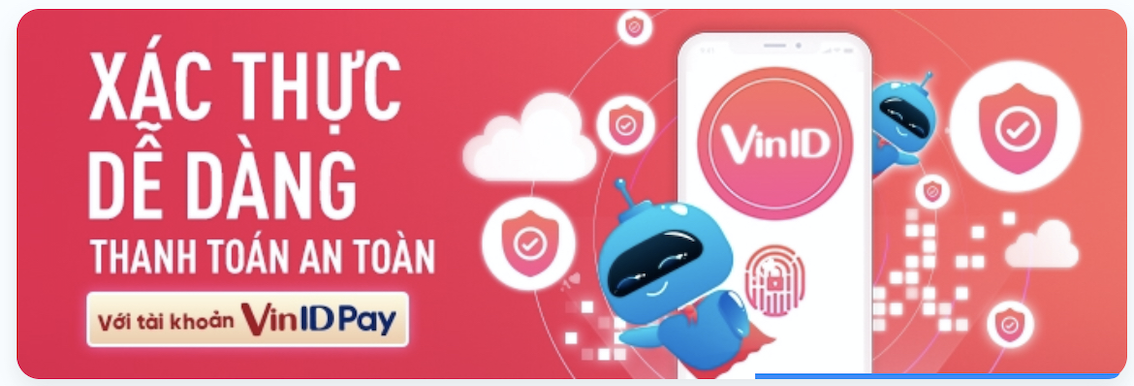 XÁC THỰC
DỄ DÀNG
THANH TOÁN AN TOÀN
Với tài khoản VinID Pay
VinID